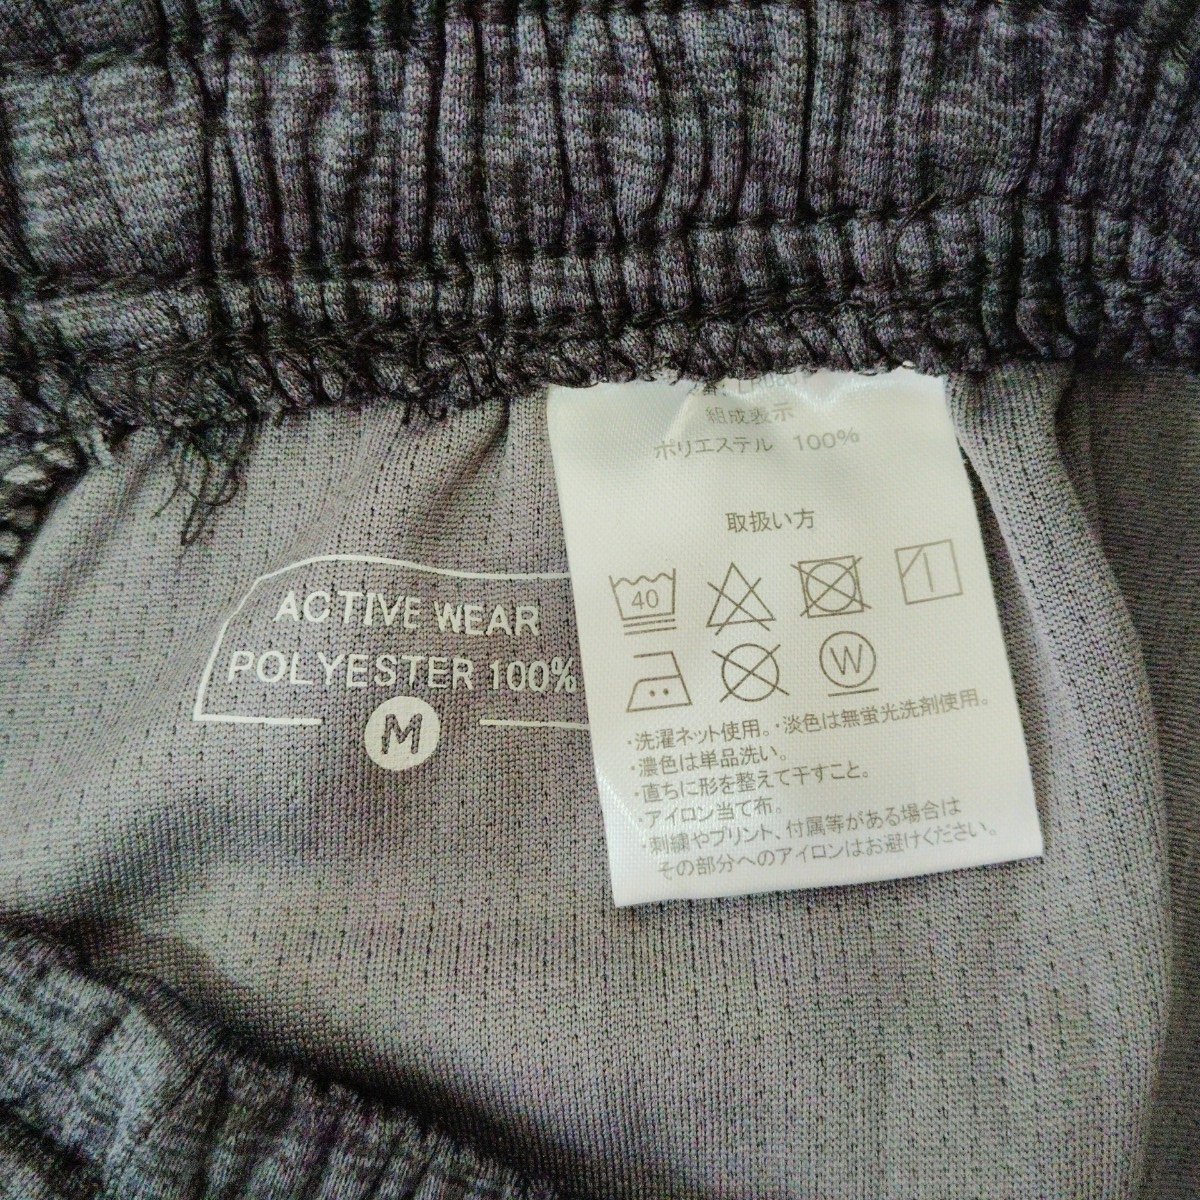 ACTIVE WEAR
POLYESTER 100%
M
組成表示
ポリエステル 100%
取扱い方
40
W
・洗濯ネット使用。・淡色は無蛍光洗剤使用。
・濃色は単品洗い。
・直ちに形を整えて干すこと。
・アイロン当て布。
・刺繍やプリント、付属等がある場合は
その部分へのアイロンはお避けください。